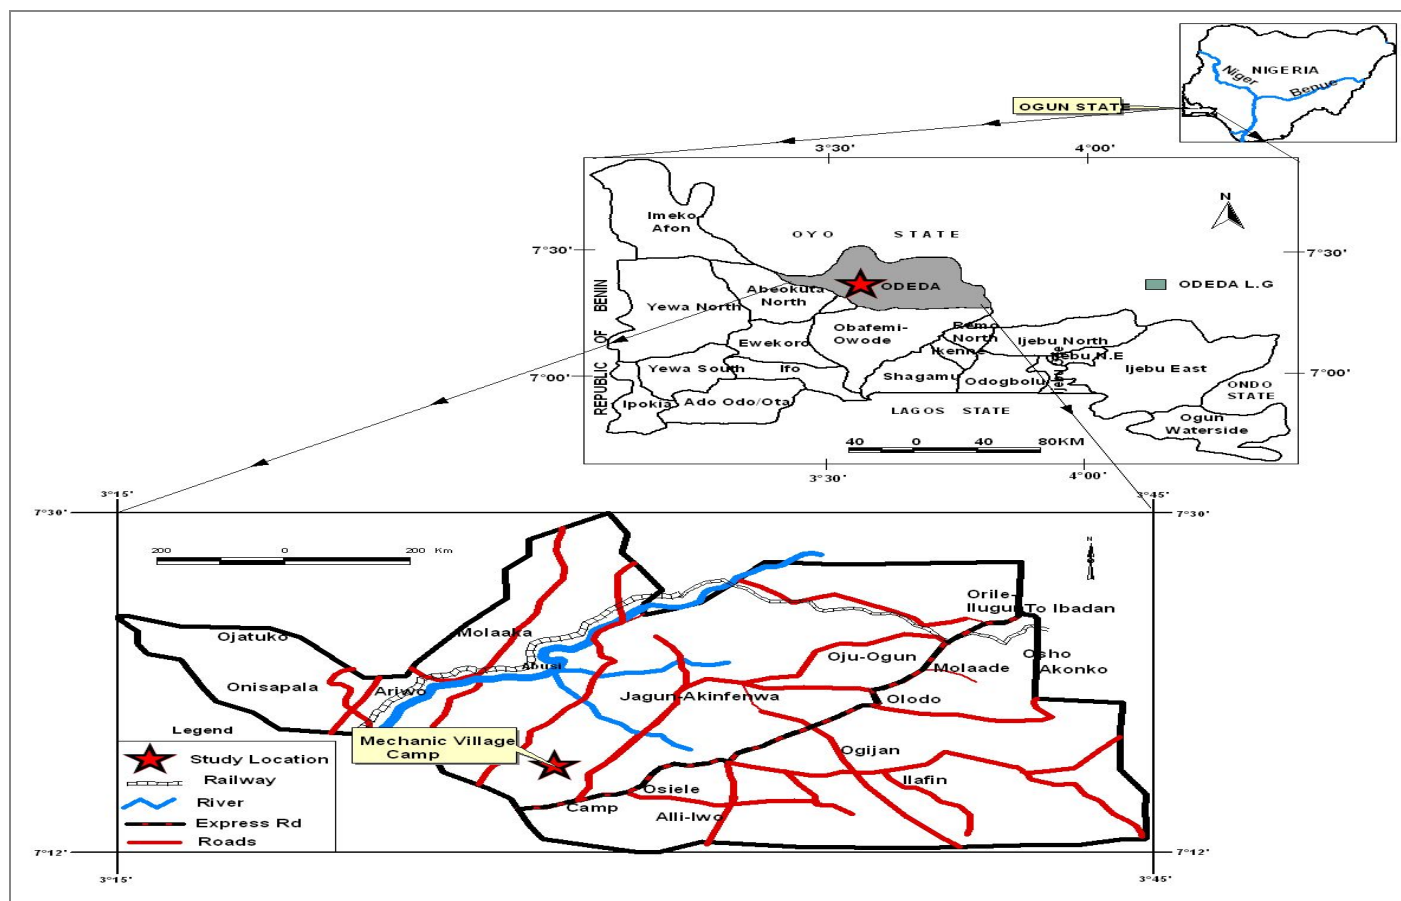 NIGERIA
Niger
Benue
OGUN STATE
3°30'
4°00'
N
Imeko
Afon
OYO STATE
7°30'
7°30'
ODEDA
ODEDA L.G
Abeokuta
North
Yewa North
REPUBLIC OF BENIN
Obafemi-
Owode
Remo
North
Ewekoro
Ijebu North
Ikenne
Ijebu N.E
Yewa South
Ifo
Ijebu East
7°00'
7°00'
Shagamu
Odogbolu
ONDO
STATE
Ipokia
Ado Odo/Ota
LAGOS STATE
Ogun
Waterside
40 0 40 80KM
3°30'
4°00'
3°15'
3°45'
7°30'
7°30'
200 0 200 Km
N
Orile-
Ilugun
To Ibadan
Ojatuko
Molaaka
Osho
Oju-Ogun
Molaade
Akonko
Onisapala
Ariwo
Jagun-Akinfenwa
Olodo
Legend
Mechanic Village
Camp
Ogijan
Study Location
Railway
River
Express Rd
Roads
Ilafin
Osiele
Camp
Alli-Iwo
7°12'
7°12'
3°15'
3°45'